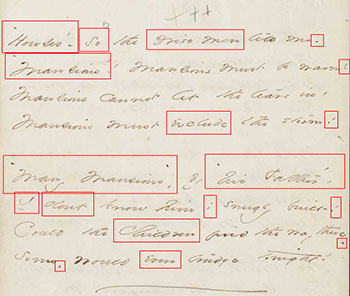 "Houses" - so the Wise Men tell me -
"Mansions"! Mansions must be warm!
Mansions cannot let the tears in -
Mansions must exclude the storm!
"Many Mansions", by "his Father",
I dont know him; snugly built!
Could the Children find the way there -
Some, would even trudge tonight!